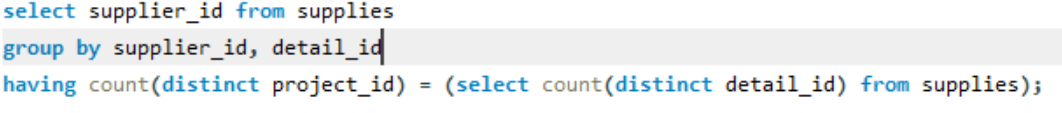 select supplier_id from supplies
group by supplier_id, detail_id
having count(distinct project_id) = (select count(distinct detail_id) from supplies);